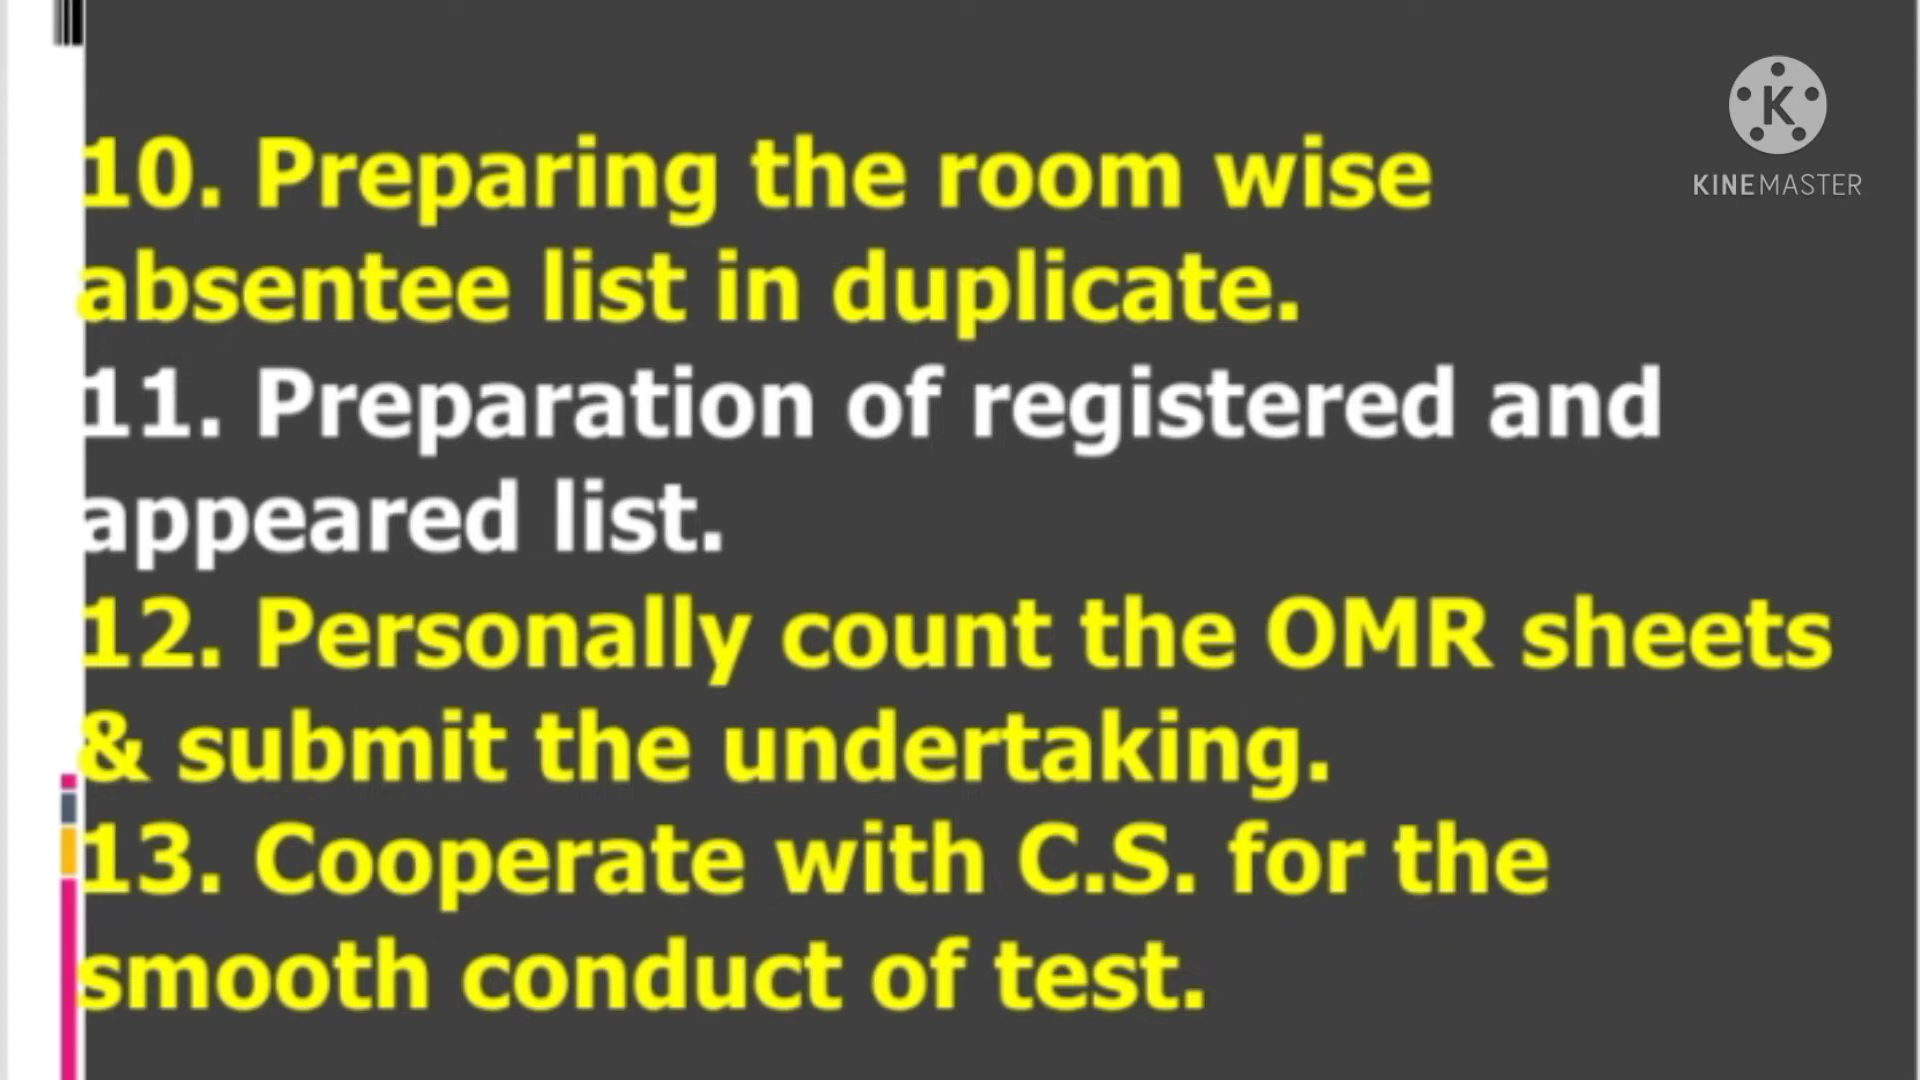 10. Preparing the room wise
absentee list in duplicate.
11. Preparation of registered and
appeared list.
12. Personally count the OMR sheets
& submit the undertaking.
13. Cooperate with C.S. for the
smooth conduct of test.
K
KINEMASTER